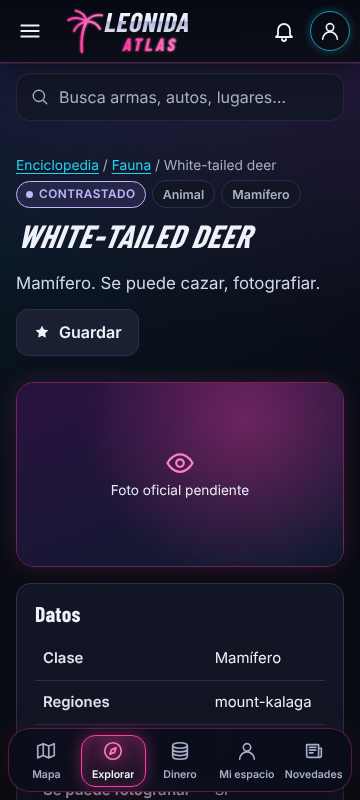 LEONIDA
ATLAS
Busca armas, autos, lugares...
Enciclopedia / Fauna / White-tailed deer
CONTRASTADO
Animal
Mamífero
WHITE-TAILED DEER
Mamífero. Se puede cazar, fotografiar.
Guardar
Foto oficial pendiente
Datos
Clase Mamífero
Regiones mount-kalaga
Mapa
Explorar
Dinero
Mi espacio
Novedades